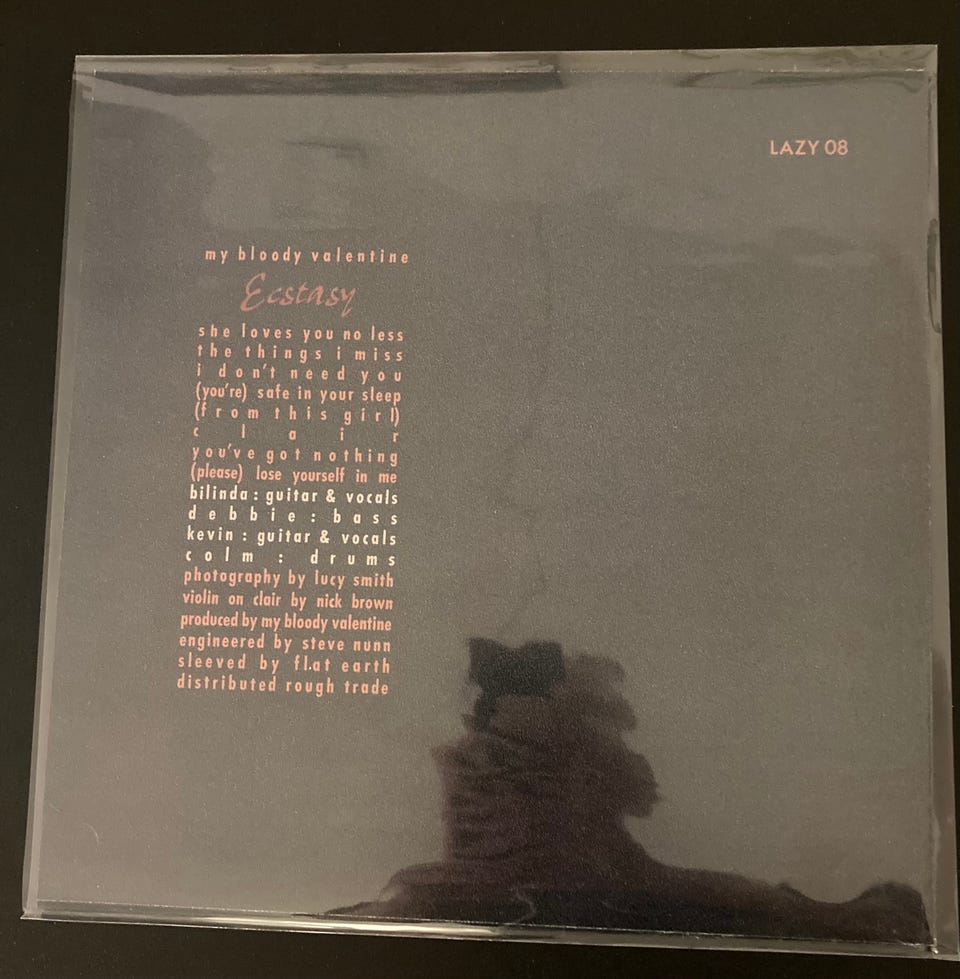 LAZY 08
my bloody valentine
Ecstasy
she loves you no less
the things i miss
i don't need you
(you're) safe in your sleep
(from this girl)
clair
you've got nothing
(please) lose yourself in me
bilinda : guitar & vocals
debbie : bass
kevin : guitar & vocals
colm : drums
photography by lucy smith
violin on clair by nick brown
produced by my bloody valentine
engineered by steve nunn
sleeved by fl.at earth
distributed rough trade